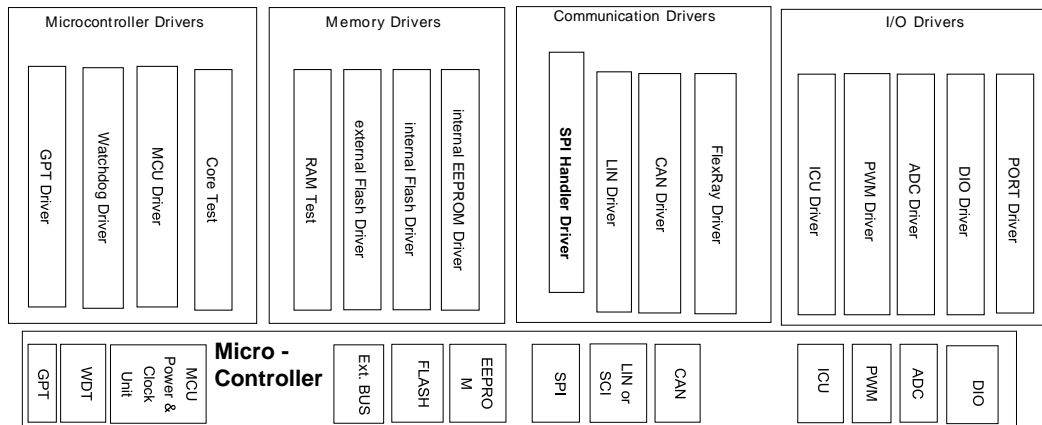 Microcontroller Drivers
GPT Driver
Watchdog Driver
MCU Driver
Core Test
Memory Drivers
RAM Test
external Flash Driver
internal Flash Driver
internal EEPROM Driver
Communication Drivers
SPI Handler Driver
LIN Driver
CAN Driver
FlexRay Driver
I/O Drivers
ICU Driver
PWM Driver
ADC Driver
DIO Driver
PORT Driver
Micro -
Controller
GPT
WDT
MCU
Power &
Clock
Unit
Ext. BUS
FLASH
EEPRO
M
SPI
LIN or
SCI
CAN
ICU
PWM
ADC
DIO